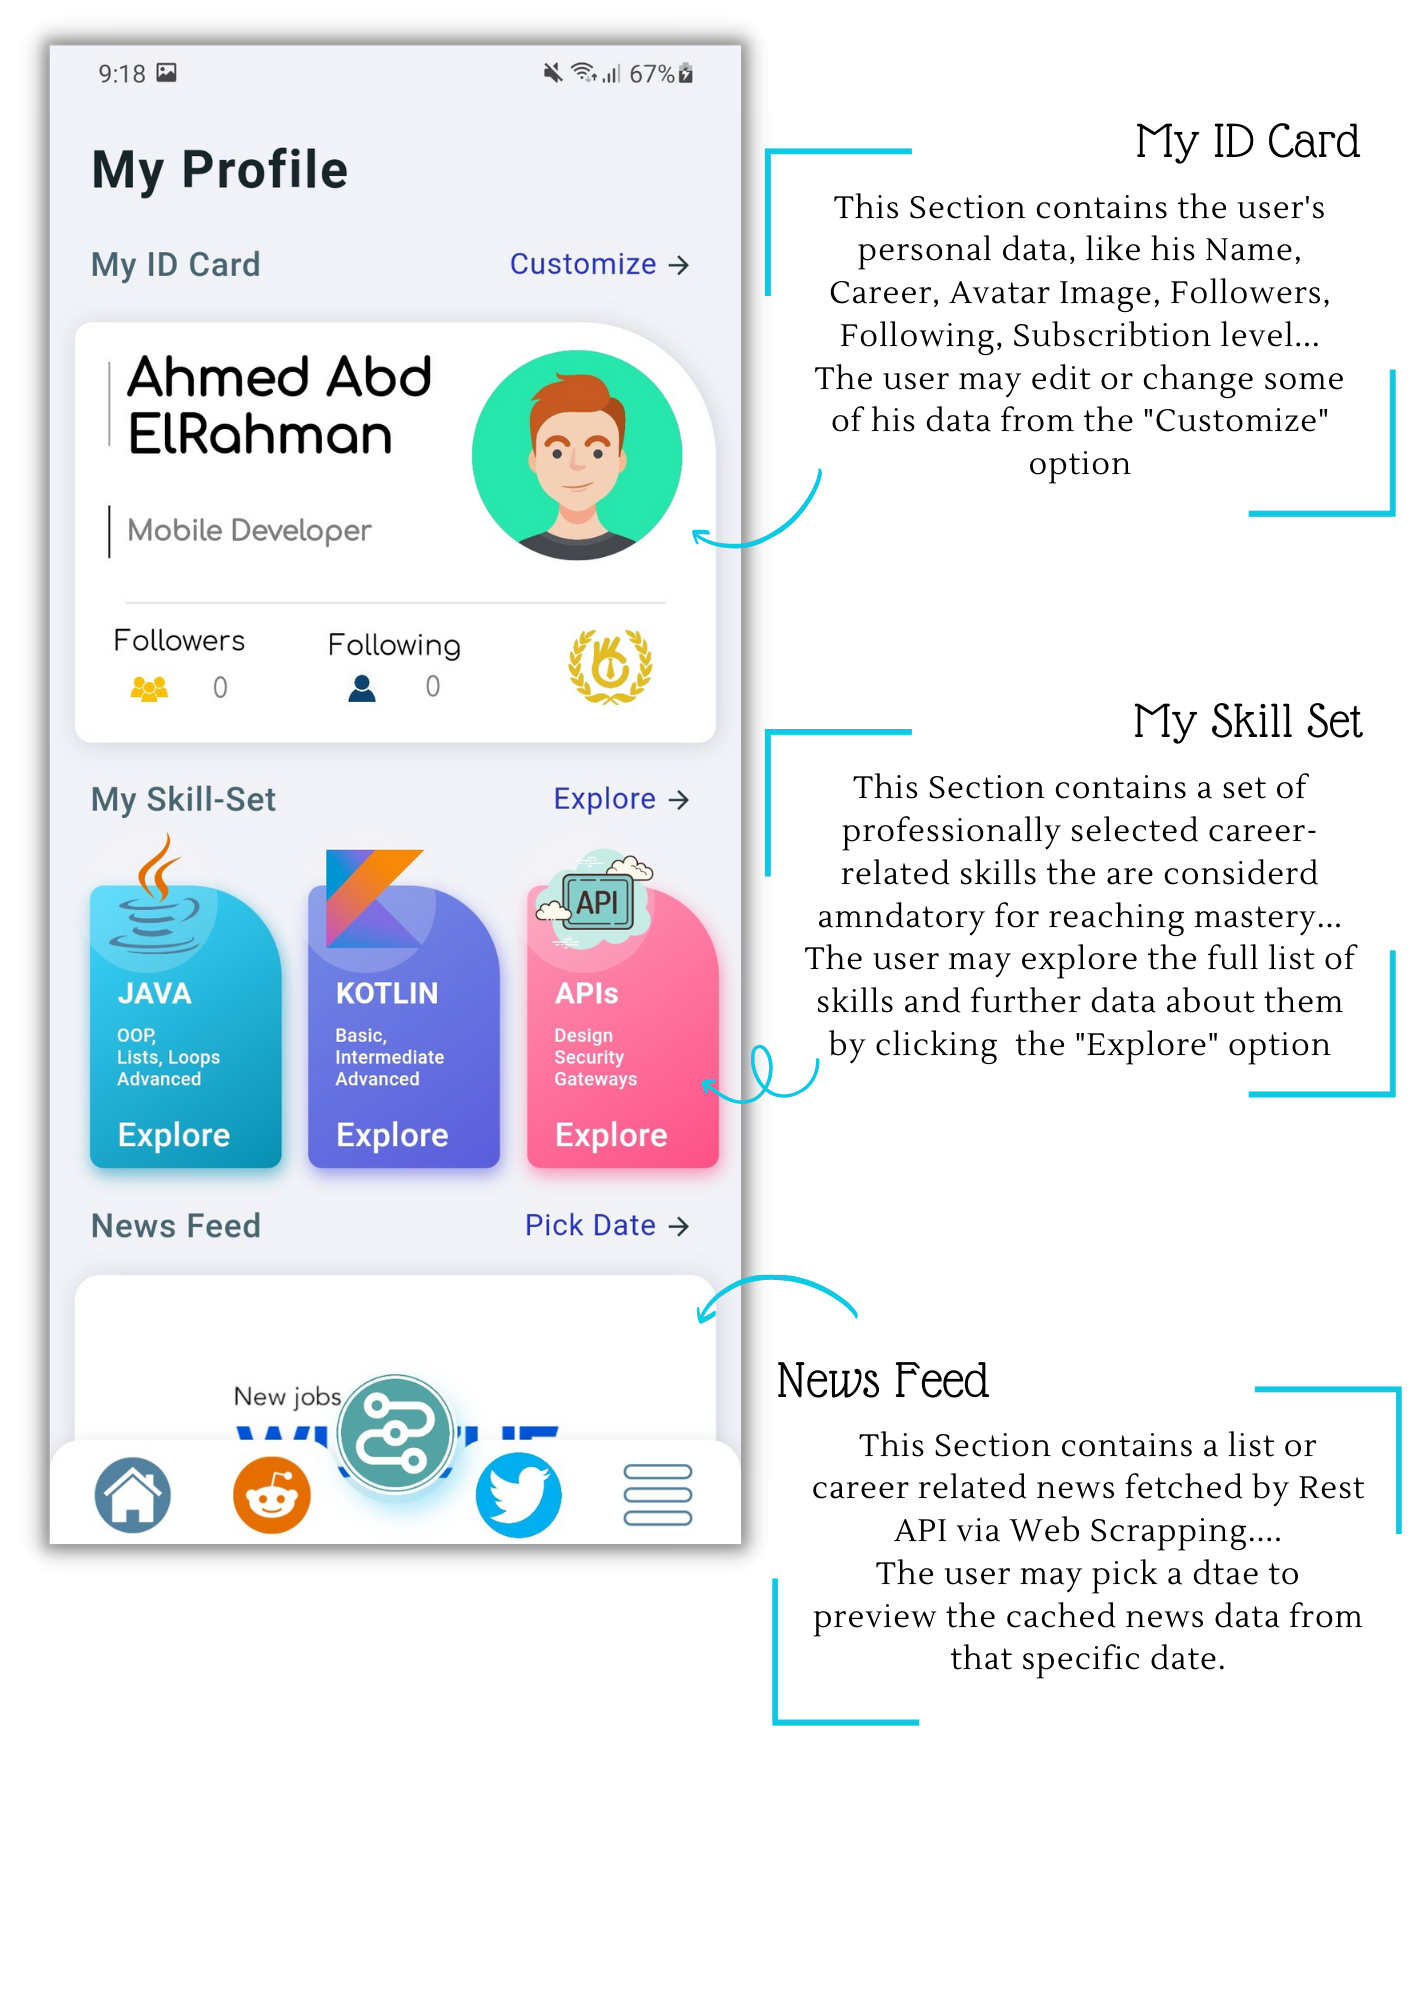 9:18
67%
My Profile
My ID Card
Customize
Ahmed Abd
ElRahman
Mobile Developer
Followers
0
Following
0
My Skill-Set
Explore
API
JAVA
OOP,
Lists, Loops
Advanced
Explore
KOTLIN
Basic,
Intermediate
Advanced
Explore
APIs
Design
Security
Gateways
Explore
News Feed
Pick Date
New jobs
My ID Card
This Section contains the user's
personal data, like his Name,
Career, Avatar Image, Followers,
Following, Subscribtion level...
The user may edit or change some
of his data from the "Customize"
option
My Skill Set
This Section contains a set of
professionally selected career-
related skills the are considerd
amndatory for reaching mastery...
The user may explore the full list of
skills and further data about them
by clicking the "Explore" option
News Feed
This Section contains a list or
career related news fetched by Rest
API via Web Scrapping....
The user may pick a dtae to
preview the cached news data from
that specific date.